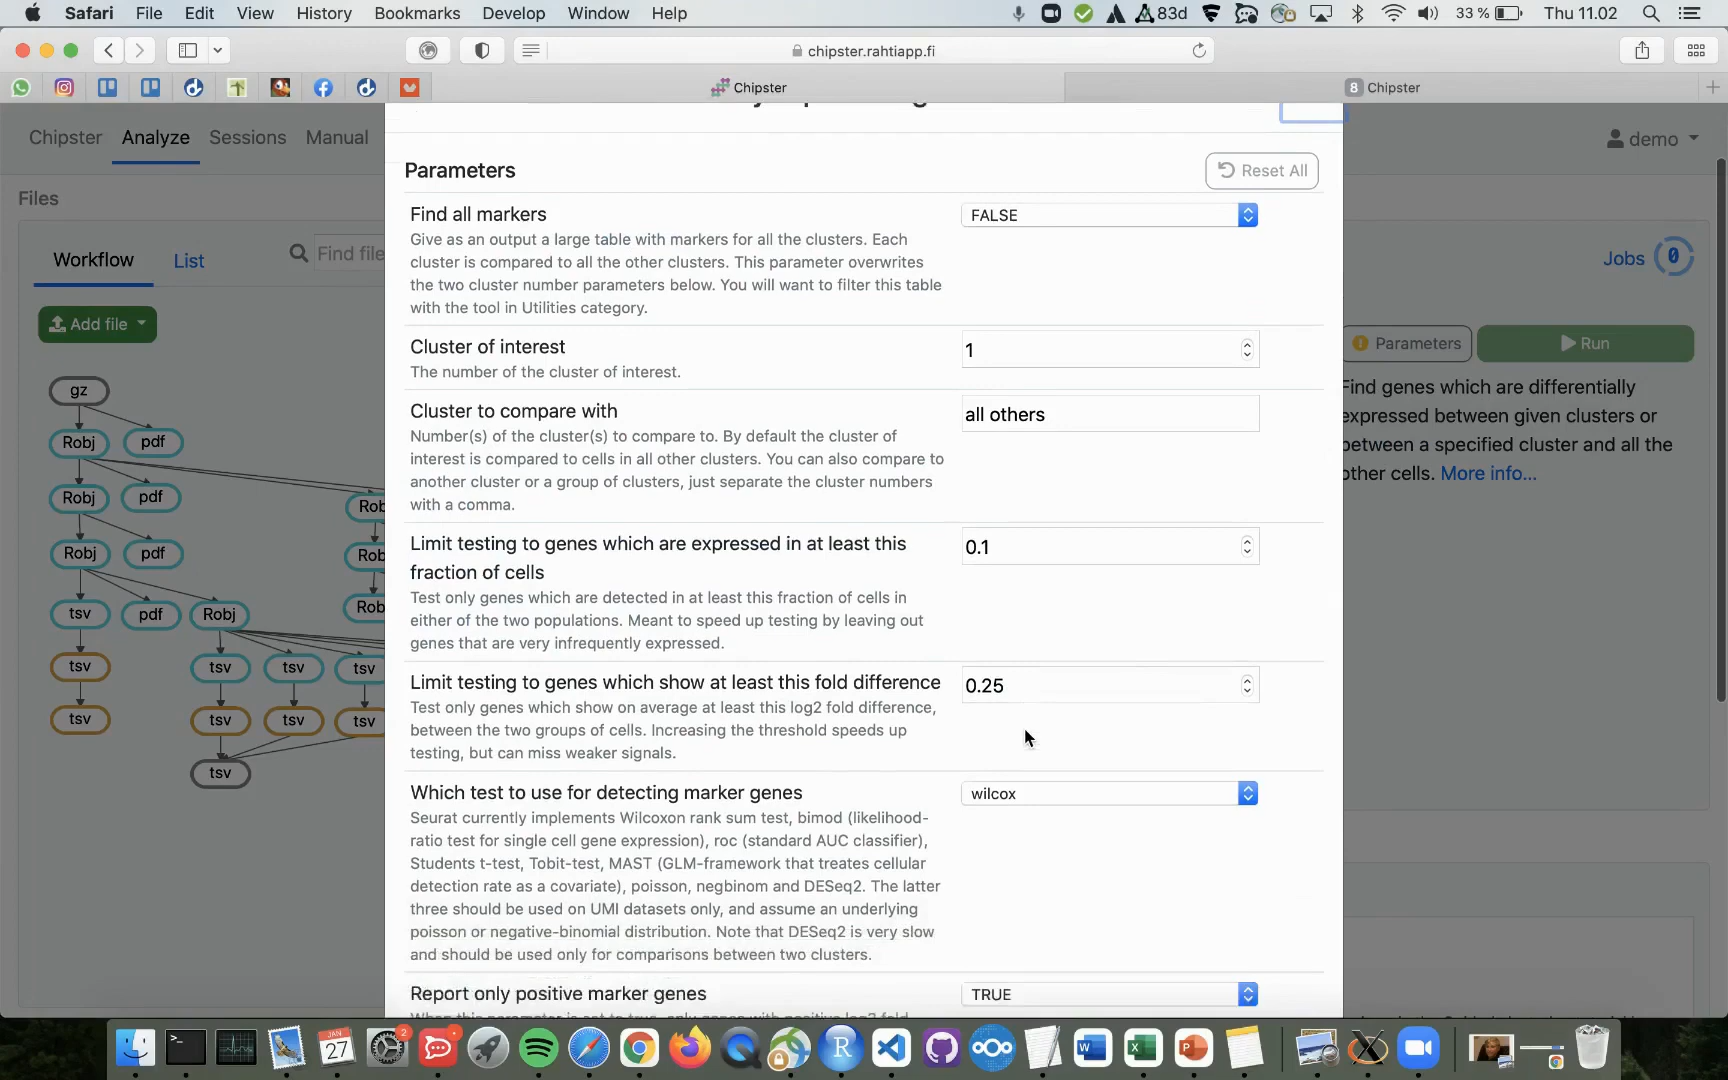 Safari File Edit View History Bookmarks Develop Window Help 83d 33 % Thu 11.02
chipster.rahtiapp.fi
Chipster 8 Chipster
Chipster Analyze Sessions Manual demo
Parameters Reset All
Files
Workflow List Find file
Add file
Jobs 0
Parameters Run
Find genes which are differentially
expressed between given clusters or
between a specified cluster and all the
other cells. More info...
Find all markers FALSE
Give as an output a large table with markers for all the clusters. Each
cluster is compared to all the other clusters. This parameter overwrites
the two cluster number parameters below. You will want to filter this table
with the tool in Utilities category.
Cluster of interest 1
The number of the cluster of interest.
Cluster to compare with all others
Number(s) of the cluster(s) to compare to. By default the cluster of
interest is compared to cells in all other clusters. You can also compare to
another cluster or a group of clusters, just separate the cluster numbers
with a comma.
Limit testing to genes which are expressed in at least this 0.1
fraction of cells
Test only genes which are detected in at least this fraction of cells in
either of the two populations. Meant to speed up testing by leaving out
genes that are very infrequently expressed.
Limit testing to genes which show at least this fold difference 0.25
Test only genes which show on average at least this log2 fold difference,
between the two groups of cells. Increasing the threshold speeds up
testing, but can miss weaker signals.
Which test to use for detecting marker genes wilcox
Seurat currently implements Wilcoxon rank sum test, bimod (likelihood-
ratio test for single cell gene expression), roc (standard AUC classifier),
Students t-test, Tobit-test, MAST (GLM-framework that treates cellular
detection rate as a covariate), poisson, negbinom and DESeq2. The latter
three should be used on UMI datasets only, and assume an underlying
poisson or negative-binomial distribution. Note that DESeq2 is very slow
and should be used only for comparisons between two clusters.
Report only positive marker genes TRUE
gz
Robj pdf
Robj pdf Rob
Robj pdf Rob
tsv pdf Robj Rob
tsv tsv tsv tsv
tsv tsv tsv tsv
tsv
JAN
27
2